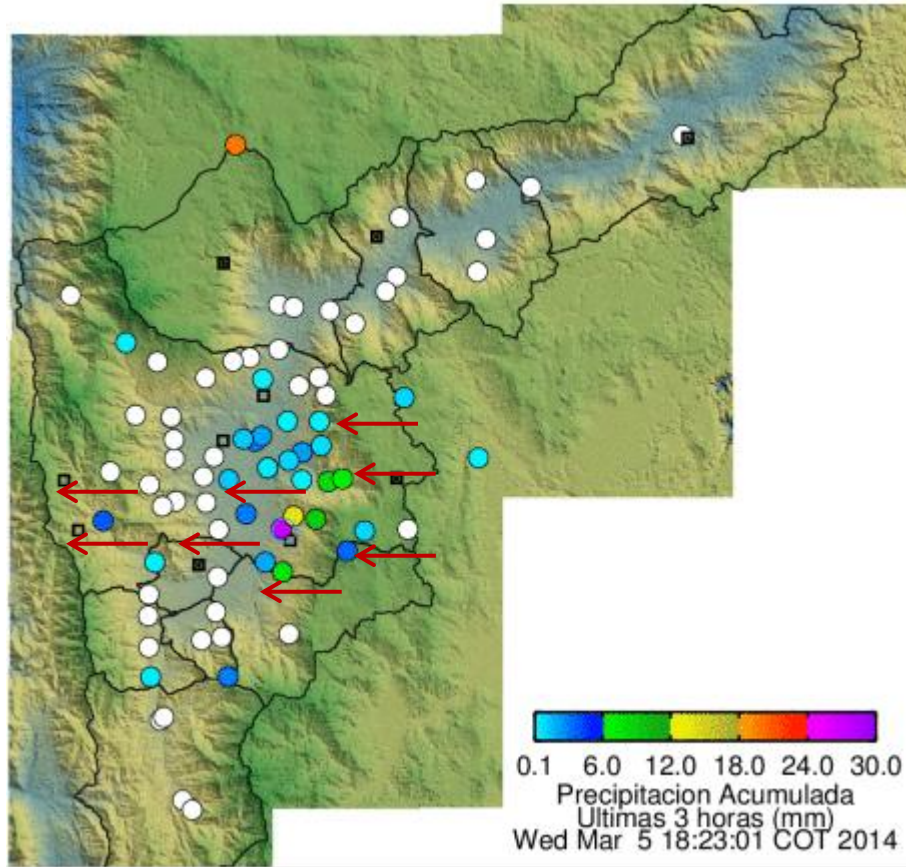 0.1 6.0 12.0 18.0 24.0 30.0
Precipitacion Acumulada
Ultimas 3 horas (mm)
Wed Mar 5 18:23:01 COT 2014